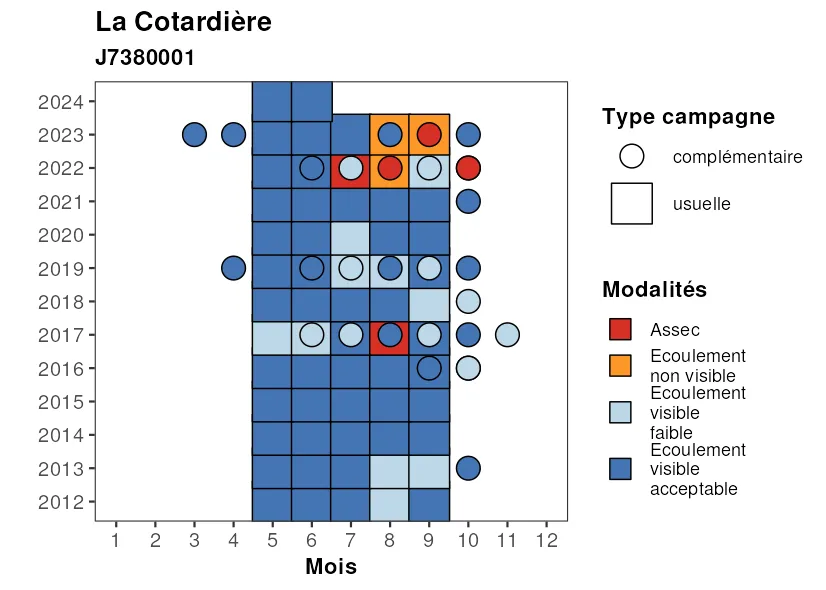 La Cotardière
J7380001
2024
2023
2022
2021
2020
2019
2018
2017
2016
2015
2014
2013
2012
1 2 3 4 5 6 7 8 9 10 11 12
Mois
Type campagne
complémentaire
usuelle
Modalités
Assec
Ecoulement
non visible
Ecoulement
visible
faible
Ecoulement
visible
acceptable